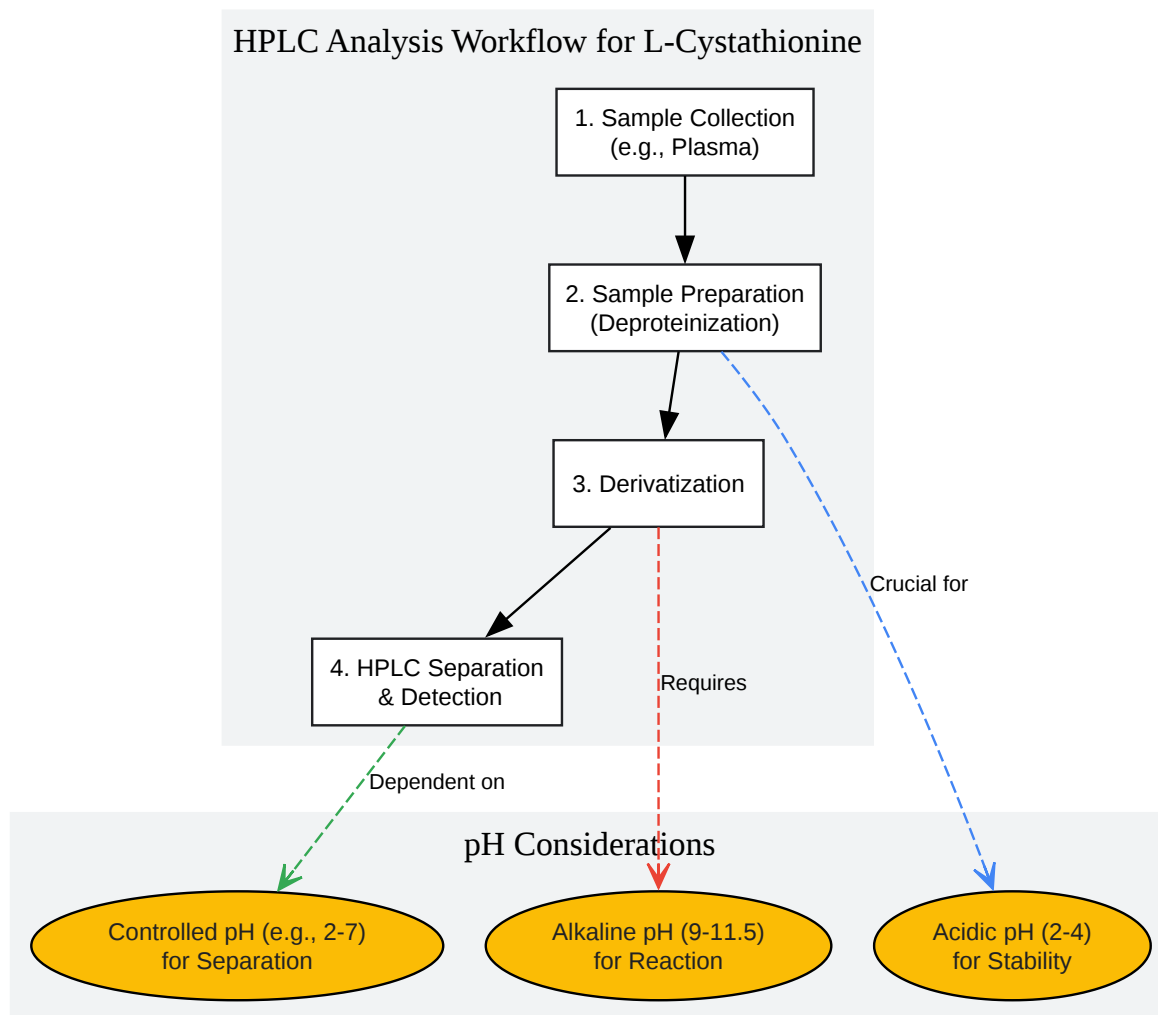 HPLC Analysis Workflow for L-Cystathionine
1. Sample Collection
(e.g., Plasma)
2. Sample Preparation
(Deproteinization)
3. Derivatization
Crucial for
4. HPLC Separation
& Detection
Requires
Dependent on
pH Considerations
Controlled pH (e.g., 2-7)
for Separation
Alkaline pH (9-11.5)
for Reaction
Acidic pH (2-4)
for Stability